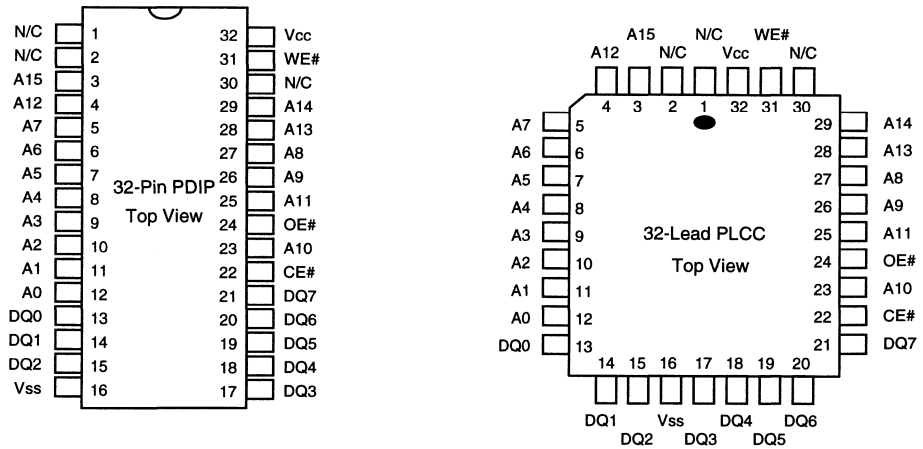 N/C 1 32 Vcc
N/C 2 31 WE#
A15 3 30 N/C
A12 4 29 A14
A7 5 28 A13
A6 6 27 A8
A5 7 26 A9
A4 8 25 A11
A3 9 24 OE#
A2 10 23 A10
A1 11 22 CE#
A0 12 21 DQ7
DQ0 13 20 DQ6
DQ1 14 19 DQ5
DQ2 15 18 DQ4
Vss 16 17 DQ3
32-Pin PDIP
Top View
A15 N/C WE#
A12 N/C Vcc N/C
4 3 2 1 32 31 30
A7 5 29 A14
A6 6 28 A13
A5 7 27 A8
A4 8 26 A9
A3 9 25 A11
A2 10 24 OE#
A1 11 23 A10
A0 12 22 CE#
DQ0 13 21 DQ7
32-Lead PLCC
Top View
14 15 16 17 18 19 20
DQ1 Vss DQ4 DQ6
DQ2 DQ3 DQ5